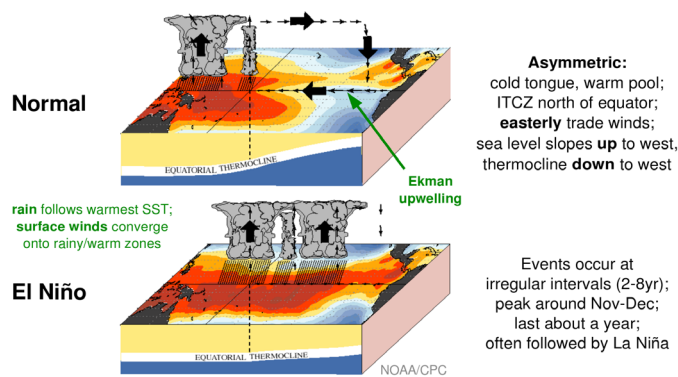 Normal
EQUATORIAL THERMOCLINE
Asymmetric:
cold tongue, warm pool;
ITCZ north of equator;
easterly trade winds;
sea level slopes up to west,
thermocline down to west
Ekman
upwelling
rain follows warmest SST;
surface winds converge
onto rainy/warm zones
El Niño
EQUATORIAL THERMOCLINE
Events occur at
irregular intervals (2-8yr);
peak around Nov-Dec;
last about a year;
often followed by La Niña
NOAA/CPC